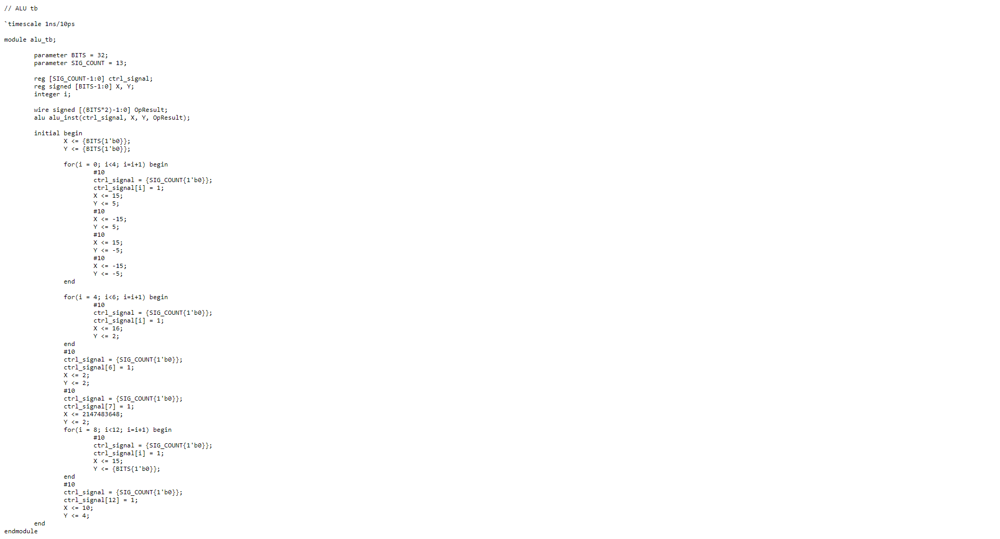 // ALU tb
`timescale 1ns/10ps
module alu_tb;
parameter BITS = 32;
parameter SIG_COUNT = 13;
reg [SIG_COUNT-1:0] ctrl_signal;
reg signed [BITS-1:0] X, Y;
integer i;
wire signed [(BITS*2)-1:0] OpResult;
alu alu_inst(ctrl_signal, X, Y, OpResult);
initial begin
X <= {BITS{1'b0}};
Y <= {BITS{1'b0}};
for(i = 0; i<4; i=i+1) begin
#10
ctrl_signal = {SIG_COUNT{1'b0}};
ctrl_signal[i] = 1;
X <= 15;
Y <= 5;
#10
X <= -15;
Y <= 5;
#10
X <= 15;
Y <= -5;
#10
X <= -15;
Y <= -5;
end
for(i = 4; i<6; i=i+1) begin
#10
ctrl_signal = {SIG_COUNT{1'b0}};
ctrl_signal[i] = 1;
X <= 16;
Y <= 2;
end
#10
ctrl_signal = {SIG_COUNT{1'b0}};
ctrl_signal[6] = 1;
X <= 2;
Y <= 2;
#10
ctrl_signal = {SIG_COUNT{1'b0}};
ctrl_signal[7] = 1;
X <= 2147483648;
Y <= 2;
for(i = 8; i<12; i=i+1) begin
#10
ctrl_signal = {SIG_COUNT{1'b0}};
ctrl_signal[i] = 1;
X <= 15;
Y <= {BITS{1'b0}};
end
#10
ctrl_signal = {SIG_COUNT{1'b0}};
ctrl_signal[12] = 1;
X <= 10;
Y <= 4;
end
endmodule